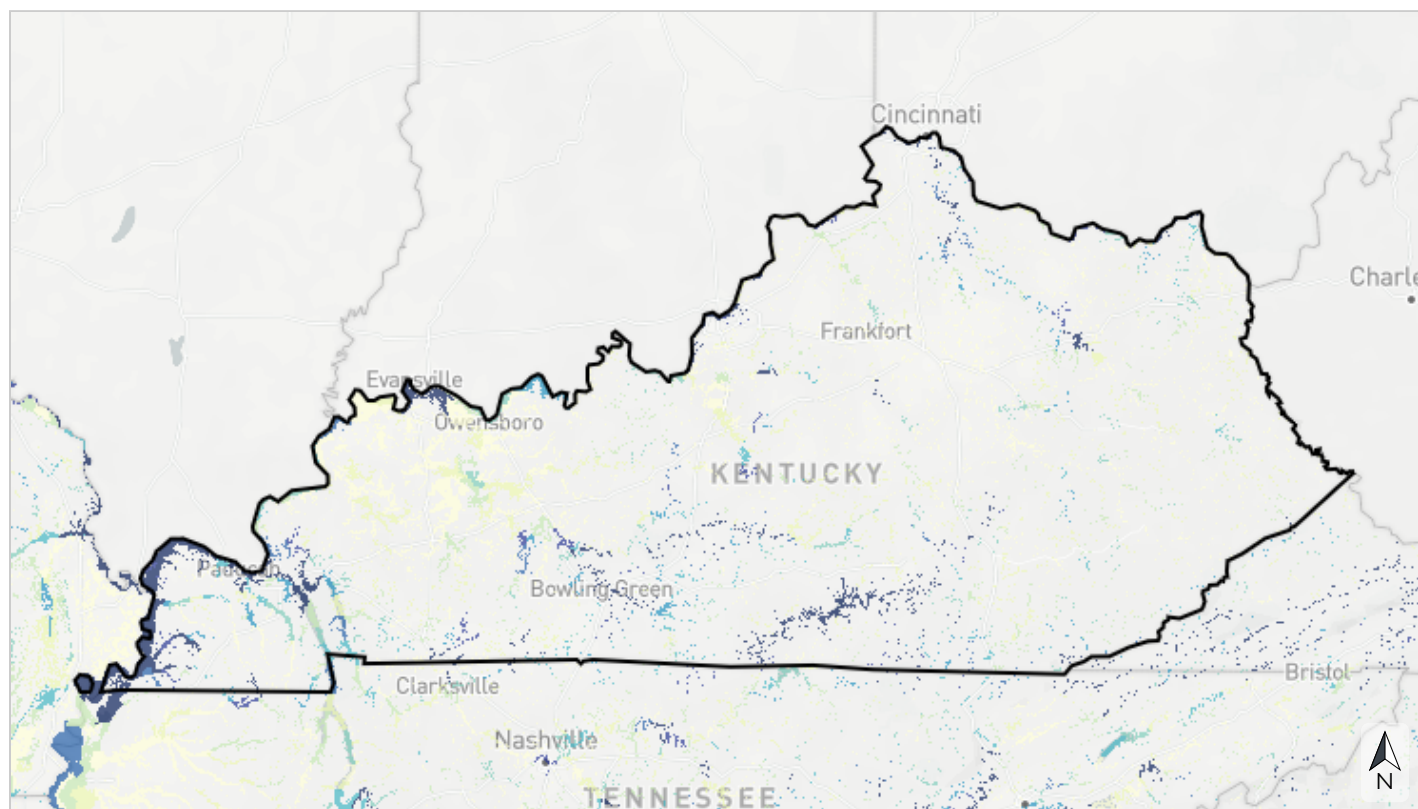 Cincinnati
Charle
Frankfort
Evansville
Owensboro
KENTUCKY
Paducah
Bowling Green
Bristol
Clarksville
Nashville
TENNESSEE
N